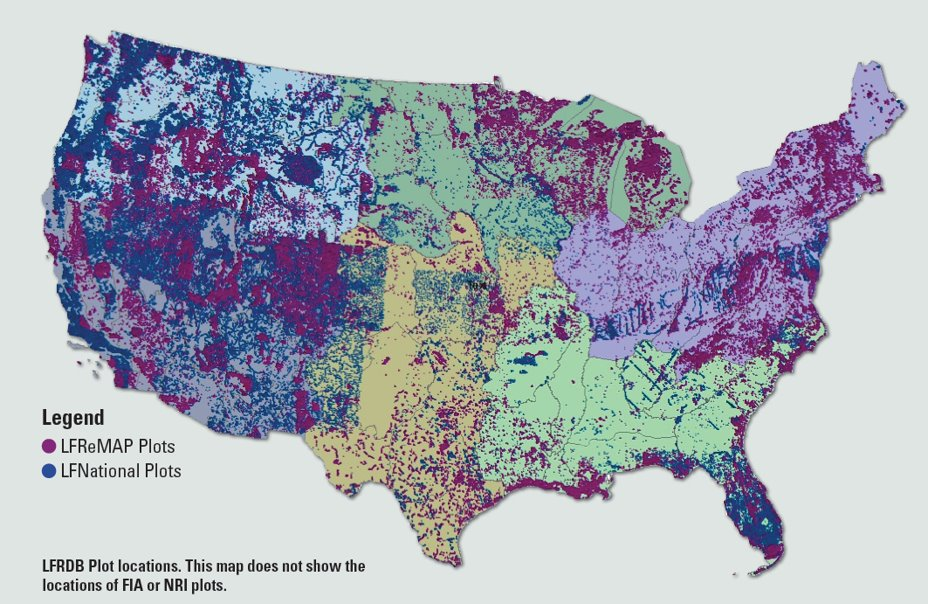 Legend
LFReMAP Plots
LFNational Plots
LFRDB Plot locations. This map does not show the
locations of FIA or NRI plots.